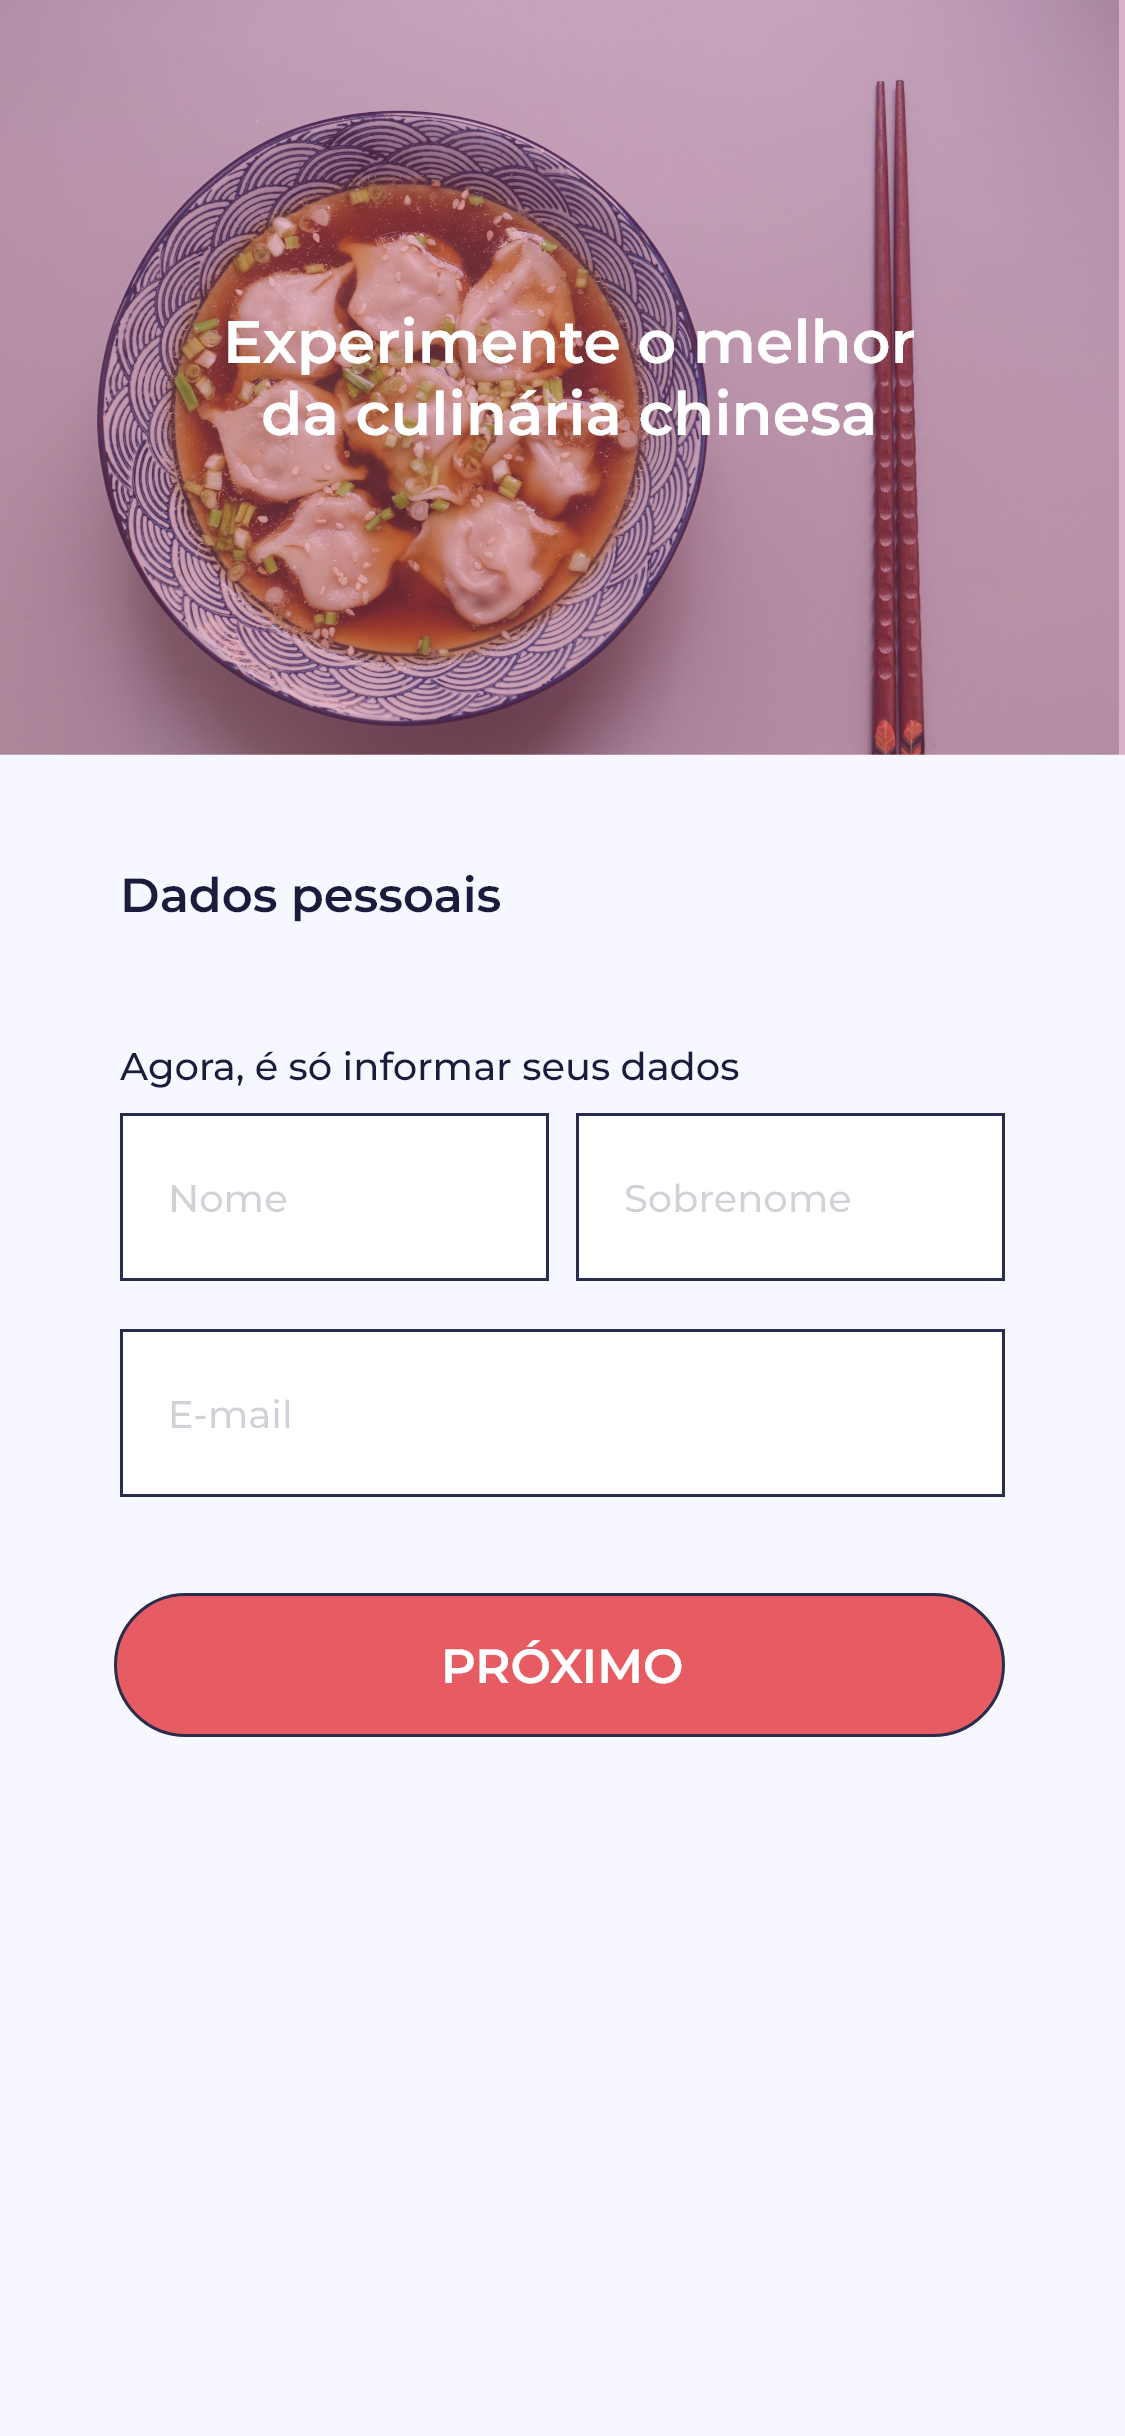 Experimente o melhor
da culinária chinesa
Dados pessoais
Agora, é só informar seus dados
Nome
Sobrenome
E-mail
PRÓXIMO